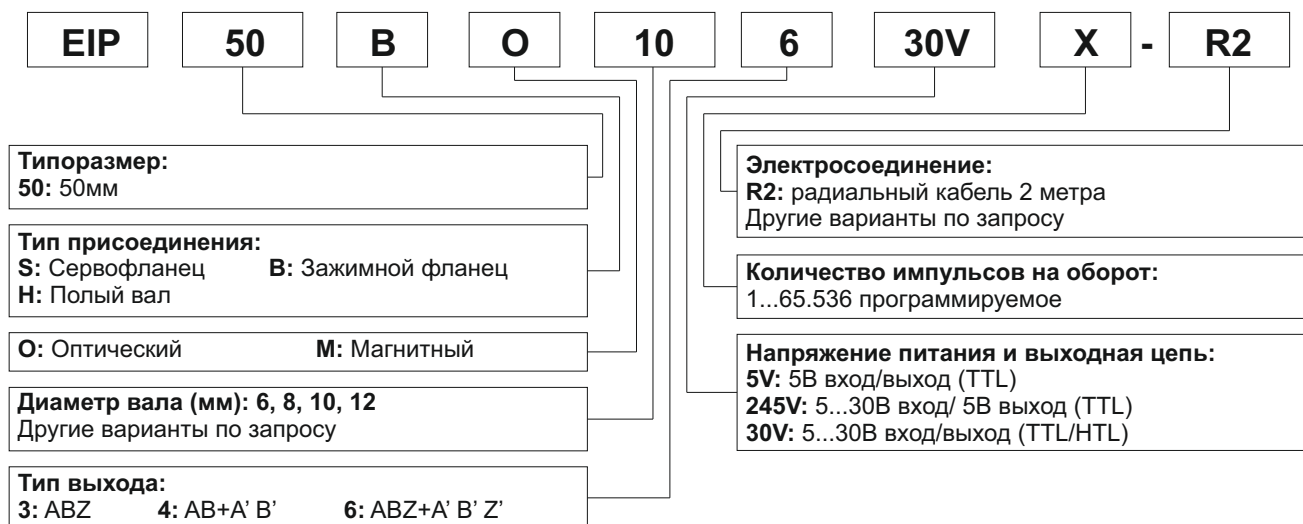 EIP 50 B O 10 6 30V X - R2
Типоразмер:
50: 50мм
Тип присоединения:
S: Сервофланец B: Зажимной фланец
H: Полый вал
O: Оптический M: Магнитный
Диаметр вала (мм): 6, 8, 10, 12
Другие варианты по запросу
Тип выхода:
3: ABZ 4: AB+A’ B’ 6: ABZ+A’ B’ Z’
Электросоединение:
R2: радиальный кабель 2 метра
Другие варианты по запросу
Количество импульсов на оборот:
1...65.536 программируемое
Напряжение питания и выходная цепь:
5V: 5В вход/выход (TTL)
245V: 5...30В вход/ 5В выход (TTL)
30V: 5...30В вход/выход (TTL/HTL)